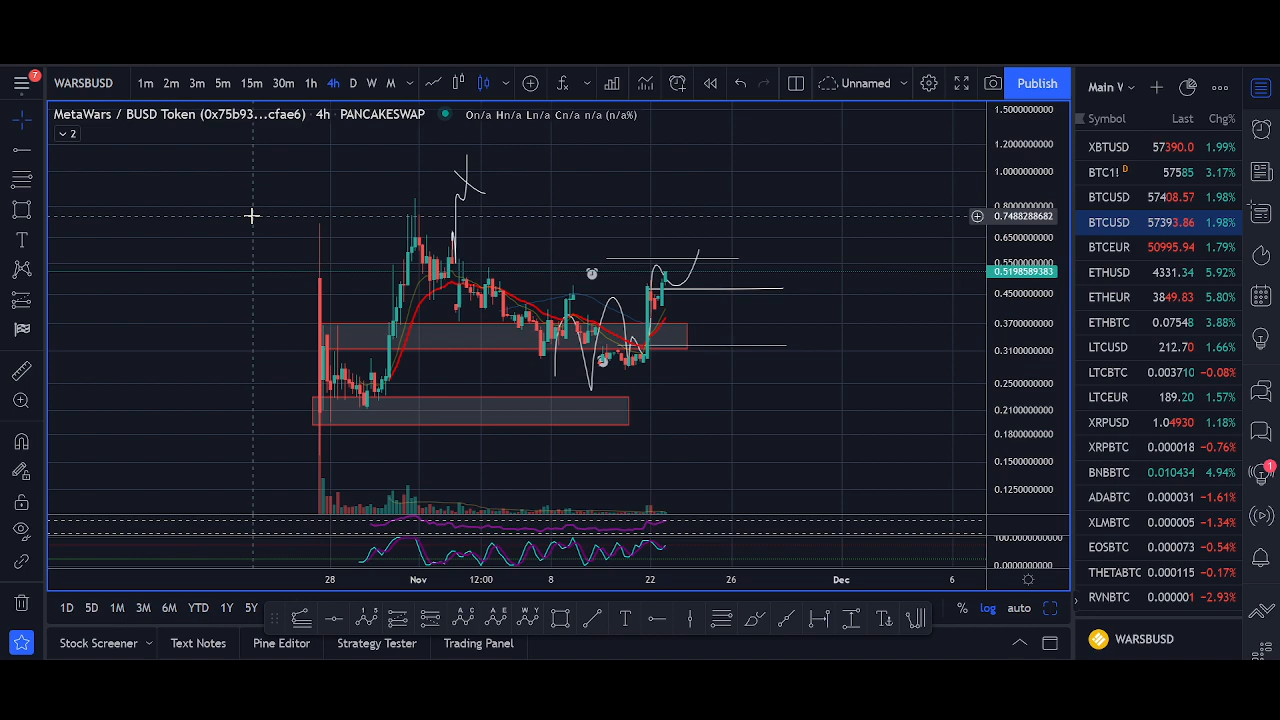 7
WARSBUSD 1m 2m 3m 5m 15m 30m 1h 4h D W M Unnamed Publish
MetaWars / BUSD Token (0x75b93...cfae6) · 4h · PANCAKESWAP On/a Hn/a Ln/a Cn/a n/a (n/a%)
2
1.5000000000
1.2000000000
1.0000000000
0.8000000000
0.7488288682
0.6500000000
0.5500000000
0.5198589383
0.4500000000
0.3700000000
0.3100000000
0.2500000000
0.2100000000
0.1800000000
0.1500000000
0.1250000000
100.0000000000
0.0000000000
28 Nov 12:00 8 22 26 Dec 6
1D 5D 1M 3M 6M YTD 1Y 5Y % log auto
Stock Screener Text Notes Pine Editor Strategy Tester Trading Panel
Main V
Symbol Last Chg%
XBTUSD 57390.0 1.99%
BTC1! D 57585 3.17%
BTCUSD 57408.57 1.98%
BTCUSD 57393.86 1.98%
BTCEUR 50995.94 1.79%
ETHUSD 4331.34 5.92%
ETHEUR 3849.83 5.80%
ETHBTC 0.07548 3.88%
LTCUSD 212.70 1.66%
LTCBTC 0.003710 -0.08%
LTCEUR 189.20 1.57%
XRPUSD 1.04930 1.18%
XRPBTC 0.000018 -0.76%
BNBBTC 0.010434 4.94%
ADABTC 0.000031 -1.61%
XLMBTC 0.000005 -1.34%
EOSBTC 0.000077 -0.54%
THETABTC 0.000115 -0.17%
RVNBTC 0.000001 -2.93%
WARSBUSD
1